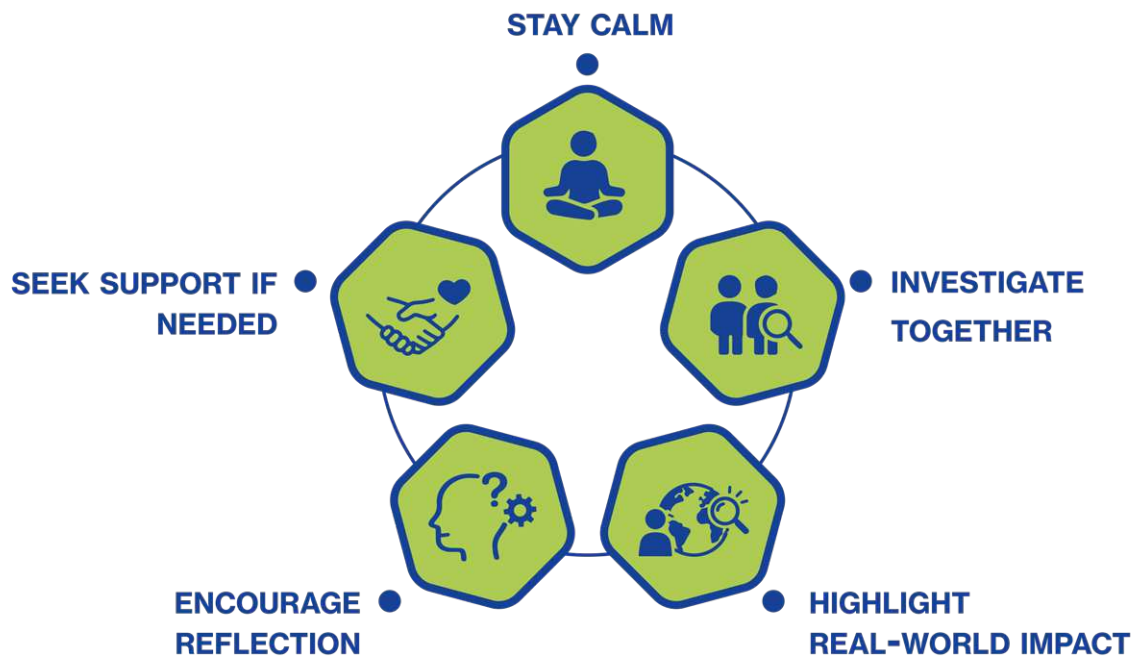 STAY CALM
INVESTIGATE
TOGETHER
HIGHLIGHT
REAL-WORLD IMPACT
ENCOURAGE
REFLECTION
SEEK SUPPORT IF
NEEDED
?